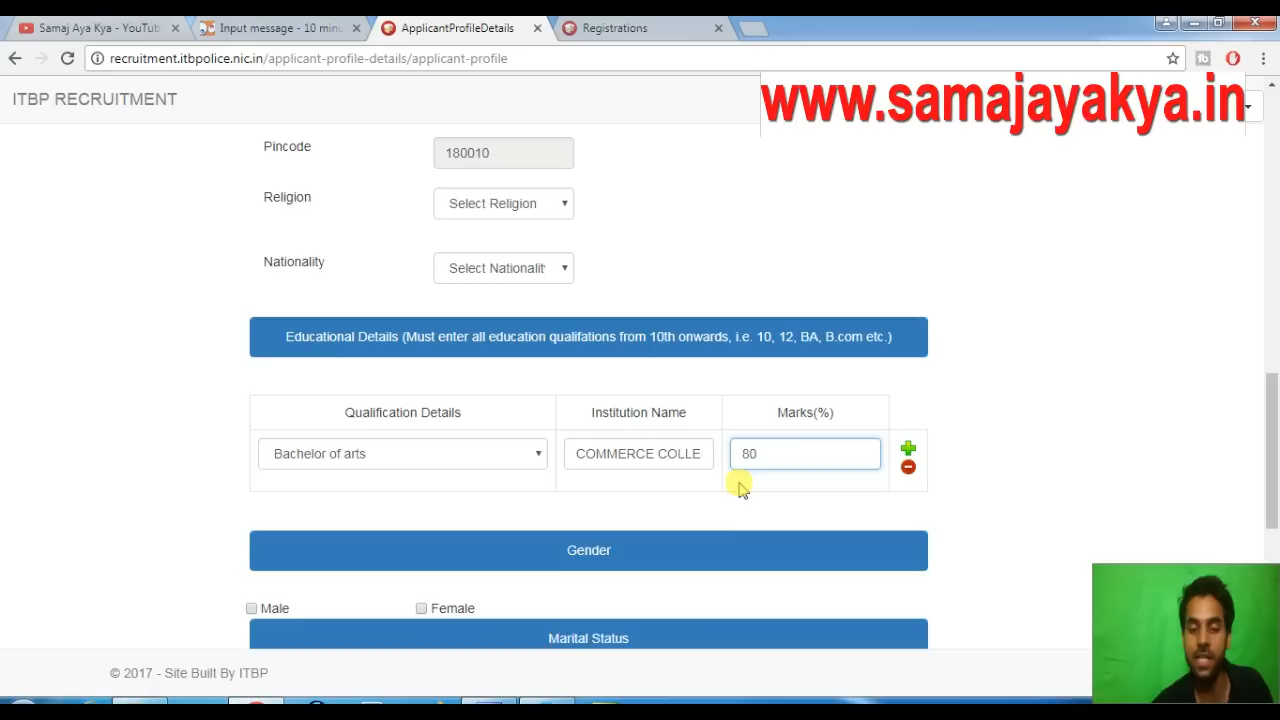 Samaj Aya Kya - YouTub
Input message - 10 minu
ApplicantProfileDetails
Registrations
recruitment.itbpolice.nic.in/applicant-profile-details/applicant-profile
ITBP RECRUITMENT
www.samajayakya.in
Pincode
180010
Religion
Select Religion
Nationality
Select Nationalit
Educational Details (Must enter all education qualifations from 10th onwards, i.e. 10, 12, BA, B.com etc.)
Qualification Details Institution Name Marks(%)
Bachelor of arts COMMERCE COLLE 80
Gender
Male Female
Marital Status
© 2017 - Site Built By ITBP